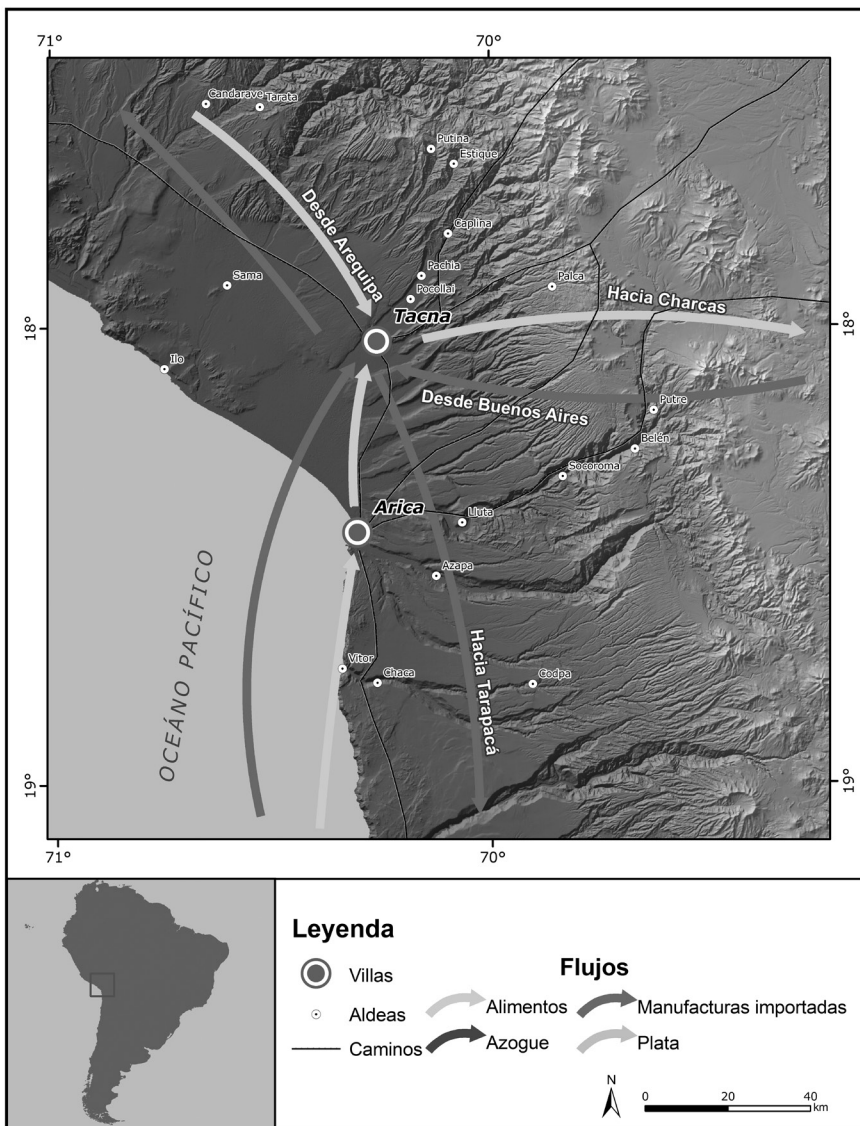 71°
70°
Candarave
Tarata
Putina
Estique
Desde Arequipa
Caplina
Sama
Pachia
Palca
Pocollai
Hacia Charcas
Tacna
18°
18°
Ilo
Desde Buenos Aires
Putre
Belén
Socoroma
Arica
Lluta
Azapa
OCEÁNO PACÍFICO
Hacia Tarapacá
Vitor
Chaca
Codpa
19°
19°
71°
70°
Leyenda
Villas
Flujos
Aldeas
Alimentos
Manufacturas importadas
Caminos
Azogue
Plata
N
0 20 40
km